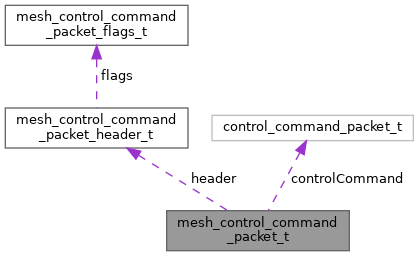 mesh_control_command
_packet_flags_t
flags
mesh_control_command
_packet_header_t
control_command_packet_t
header
controlCommand
mesh_control_command
_packet_t